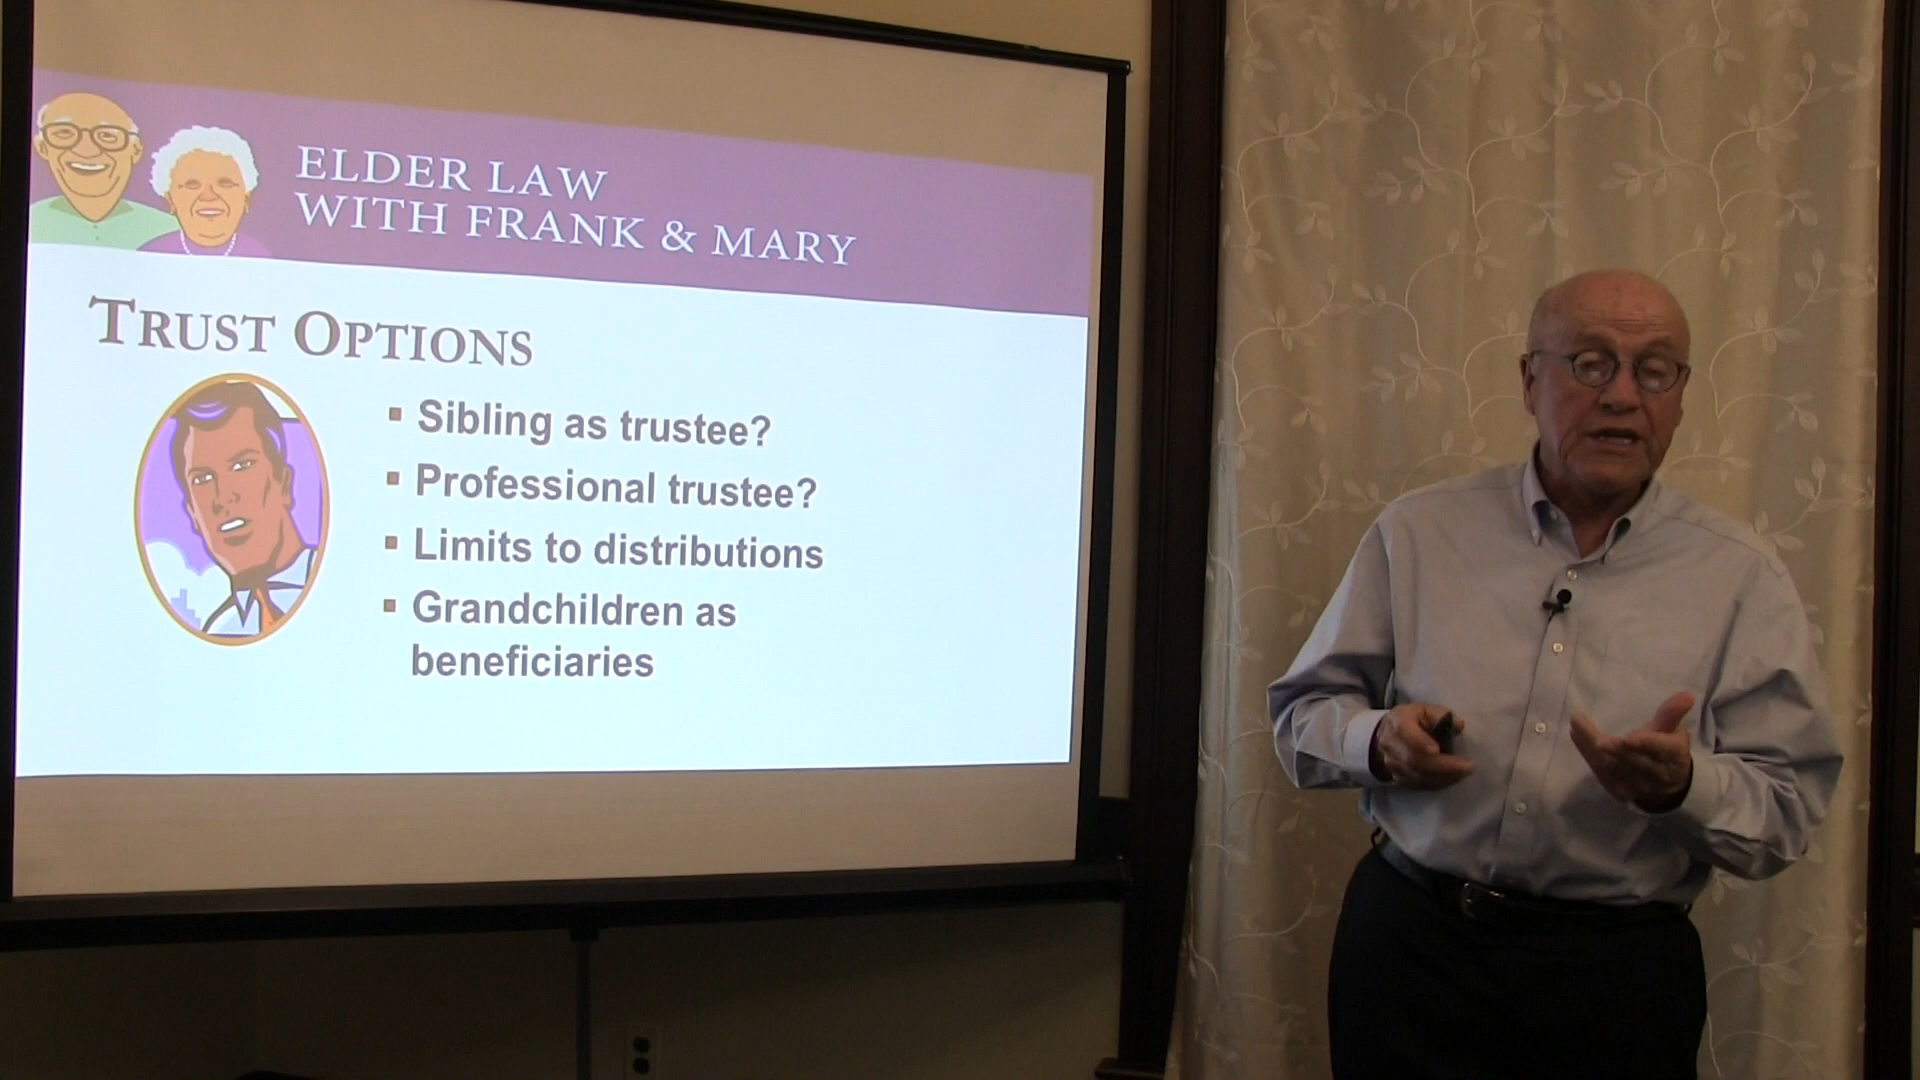 ELDER LAW
WITH FRANK & MARY
TRUST OPTIONS
▪ Sibling as trustee?
▪ Professional trustee?
▪ Limits to distributions
▪ Grandchildren as
beneficiaries